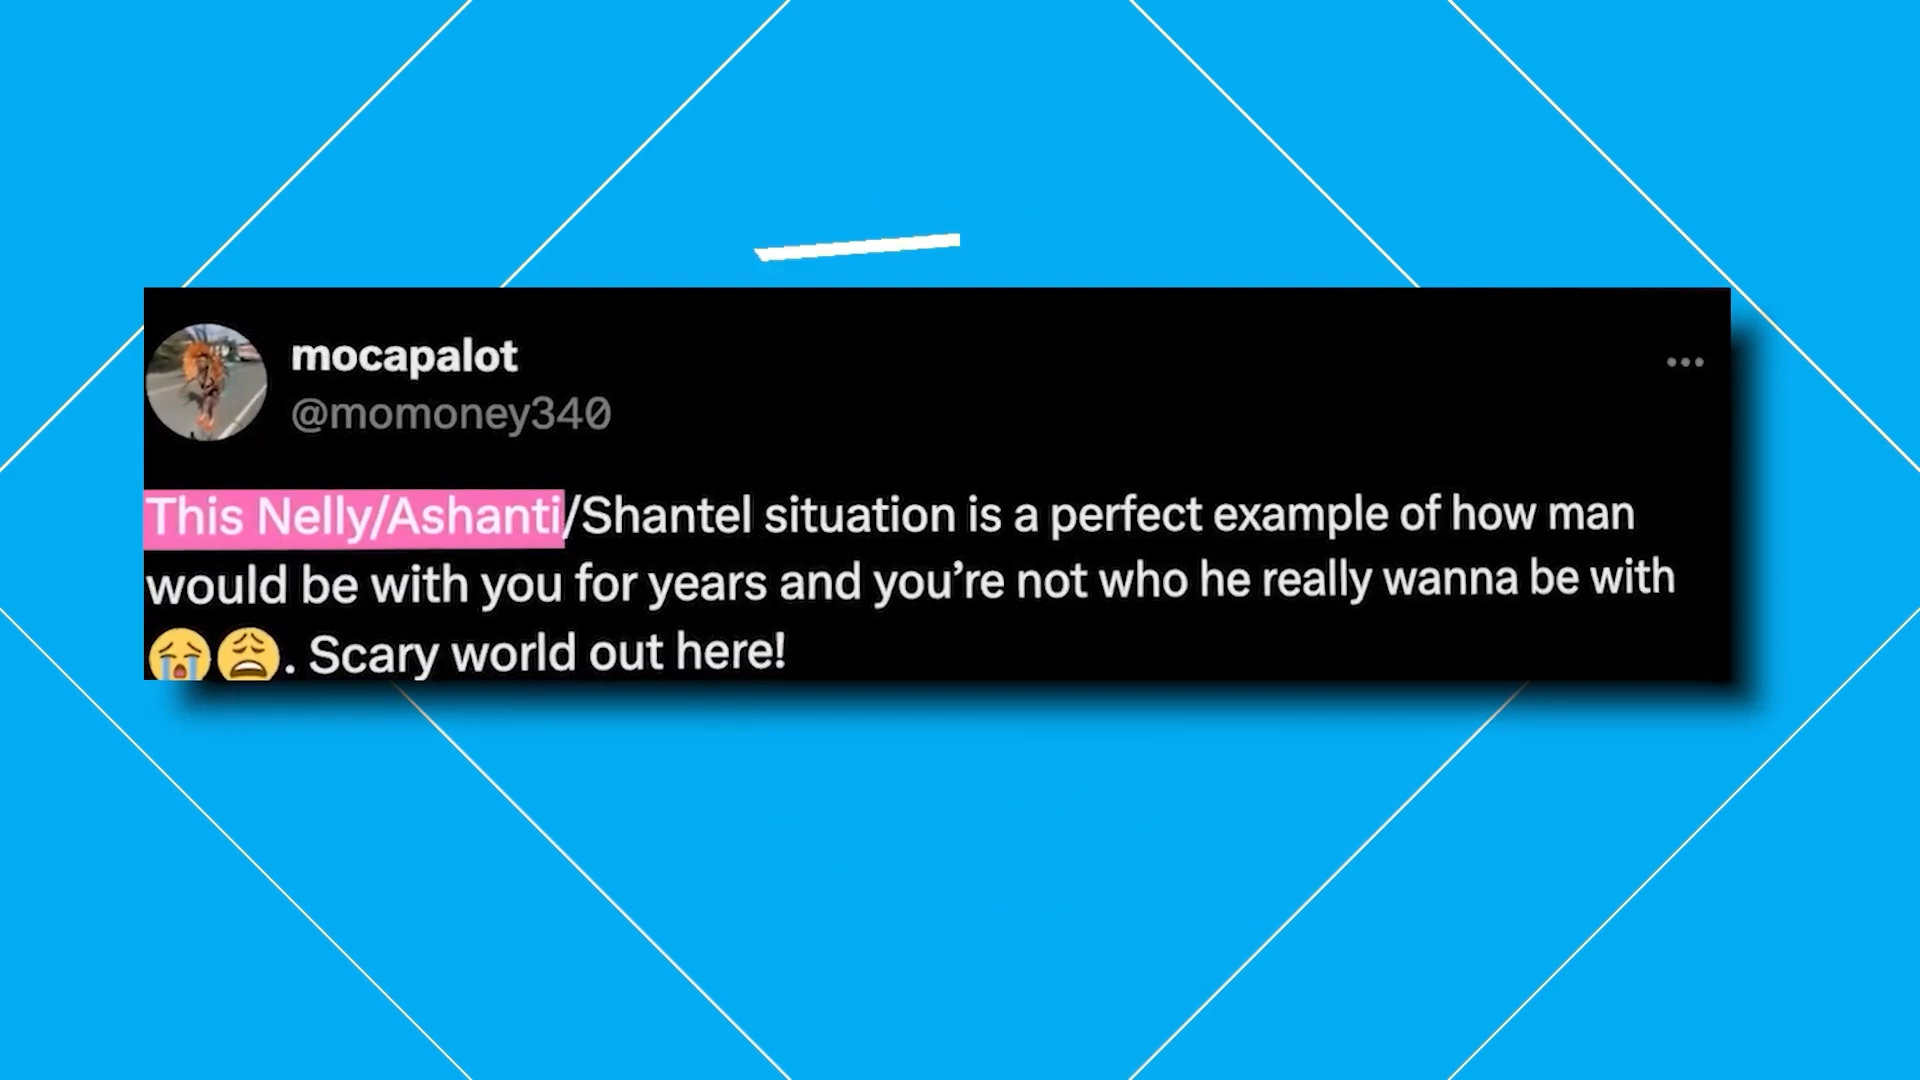 mocapalot
@momoney340
This Nelly/Ashanti/Shantel situation is a perfect example of how man
would be with you for years and you’re not who he really wanna be with
😭😩. Scary world out here!